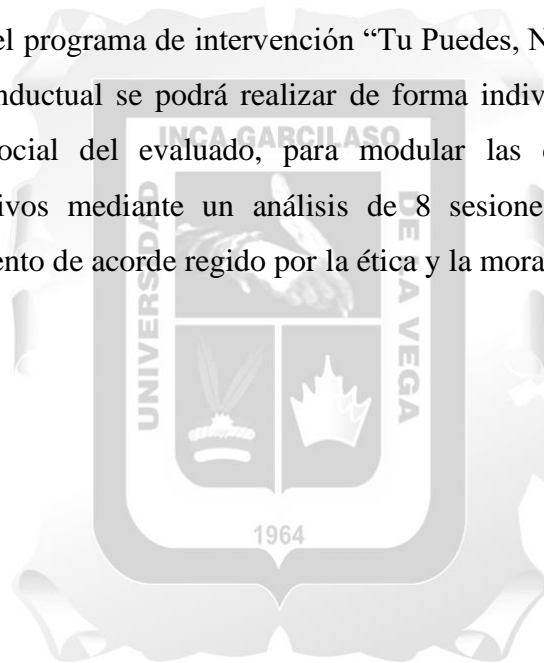 el programa de intervención “Tu Puedes, N
nductual se podrá realizar de forma indiv
ocial del evaluado, para modular las
ivos mediante un análisis de 8 sesione
ento de acorde regido por la ética y la mora
INCA GARCILASO
UNIVERSIDAD
DE LA VEGA
1964